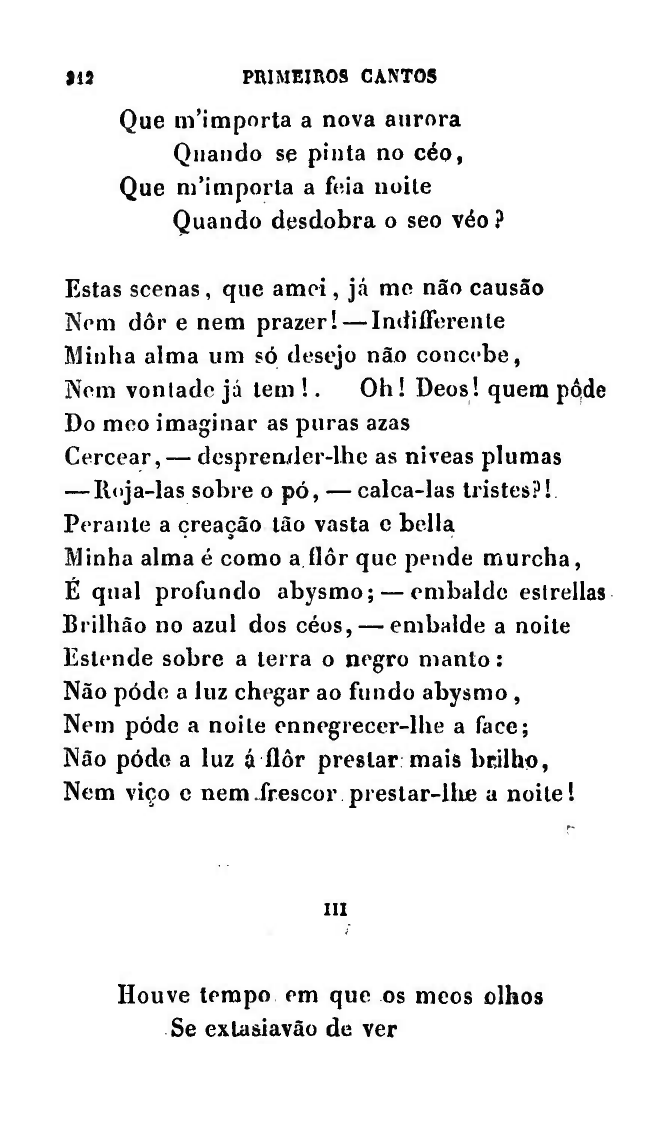 212 PRIMEIROS CANTOS
Que m'importa a nova aurora
Quando se pinta no céo,
Que m'importa a feia noite
Quando desdobra o seo véo?
Estas scenas, que amei, já me não causão
Nem dôr e nem prazer! — Indifferente
Minha alma um só desejo não concebe,
Nem vontade já tem!. Oh! Deos! quem pôde
Do meo imaginar as puras azas
Cercear, — desprender-lhe as niveas plumas
— Roja-las sobre o pó, — calca-las tristes?!
Perante a creação tão vasta e bella
Minha alma é como a flôr que pende murcha,
É qual profundo abysmo; — embalde estrellas
Brilhão no azul dos céos, — embalde a noite
Estende sobre a terra o negro manto:
Não póde a luz chegar ao fundo abysmo,
Nem póde a noite ennegrecer-lhe a face;
Não póde a luz á flôr prestar mais brilho,
Nem viço e nem frescor prestar-lhe a noite!
III
Houve tempo em que os meos olhos
Se extasiavão de ver